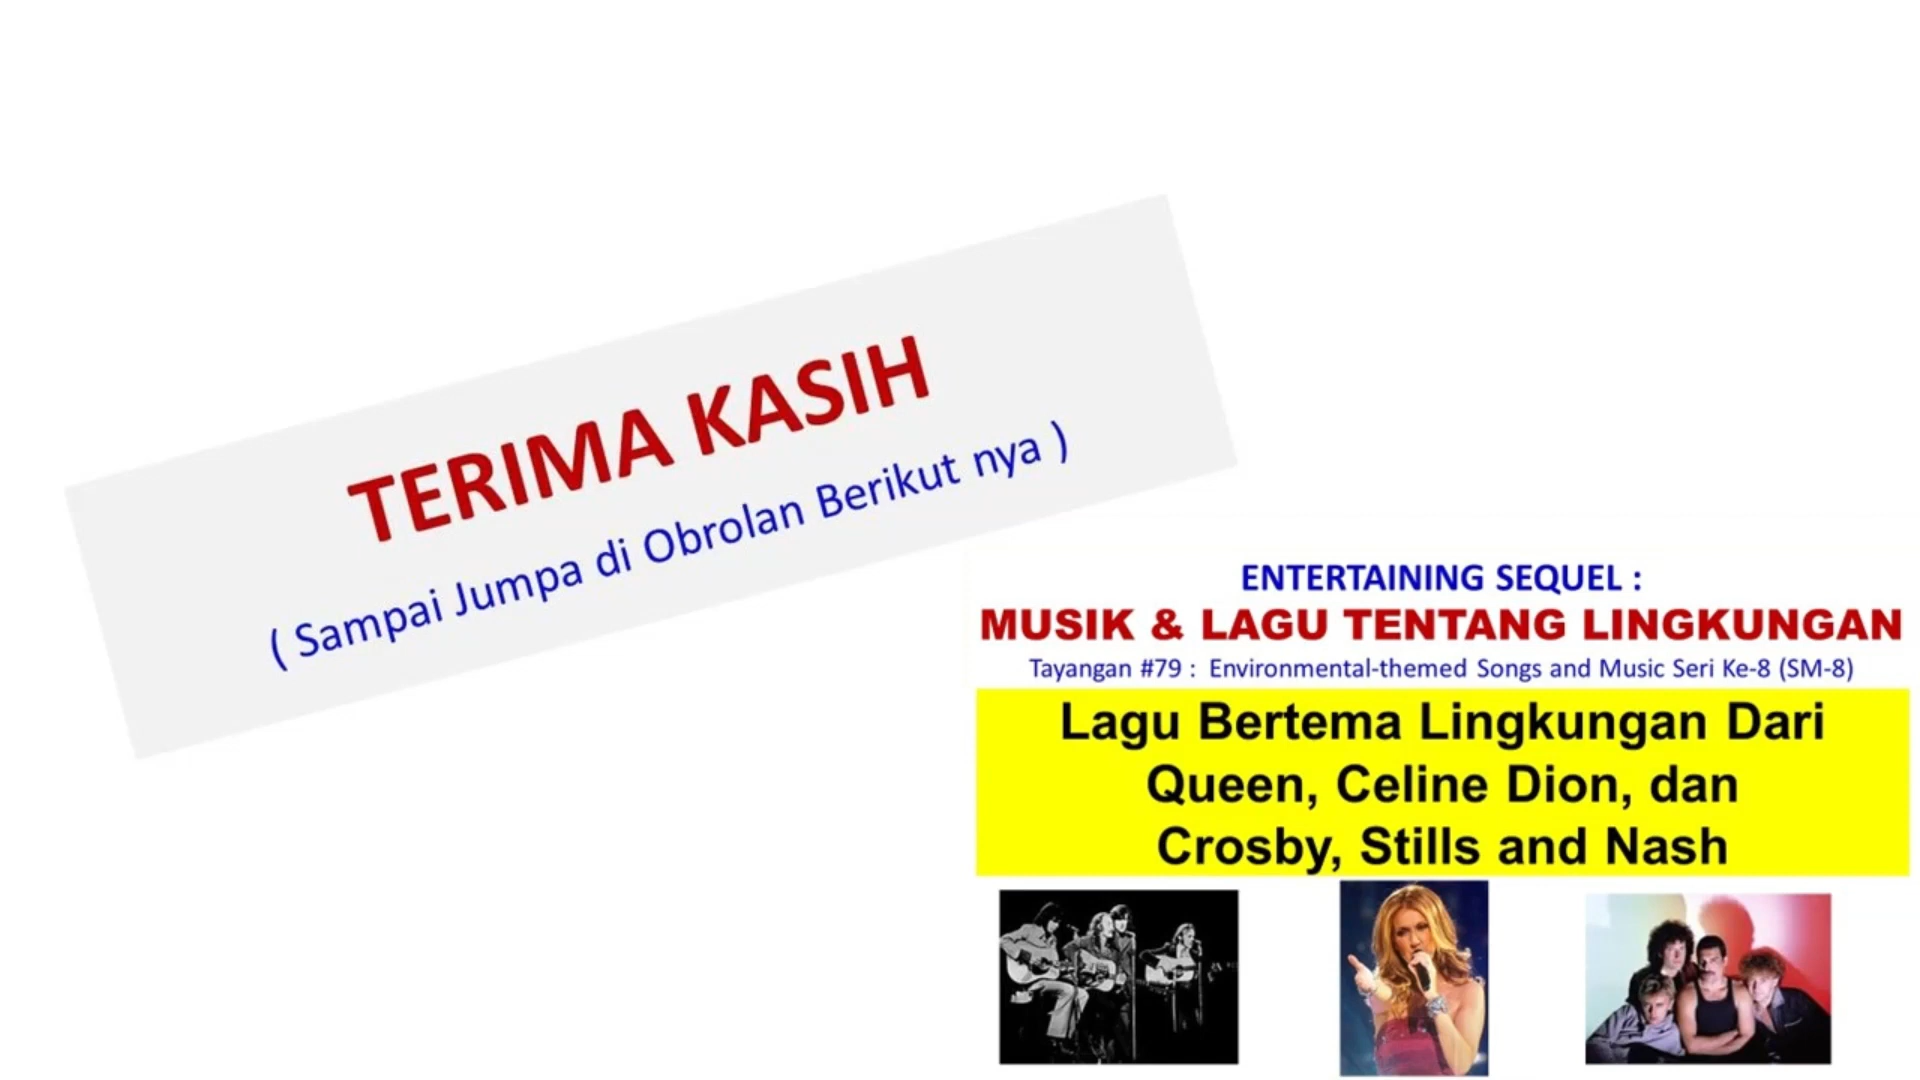 TERIMA KASIH
( Sampai Jumpa di Obrolan Berikut nya )
ENTERTAINING SEQUEL :
MUSIK & LAGU TENTANG LINGKUNGAN
Tayangan #79 : Environmental-themed Songs and Music Seri Ke-8 (SM-8)
Lagu Bertema Lingkungan Dari
Queen, Celine Dion, dan
Crosby, Stills and Nash